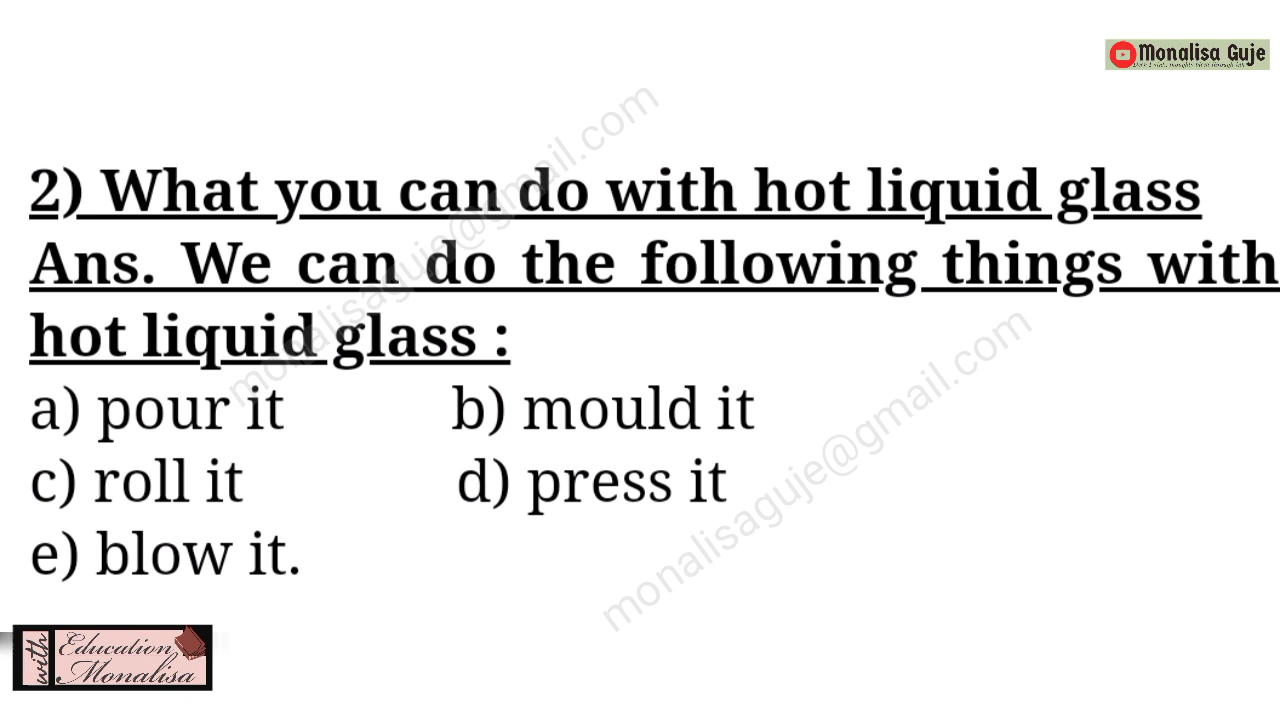 Monalisa Guje
2) What you can do with hot liquid glass
Ans. We can do the following things with
hot liquid glass :
a) pour it b) mould it
c) roll it d) press it
e) blow it.
monalisaguje@gmail.com
monalisaguje@gmail.com
with
Education
Monalisa